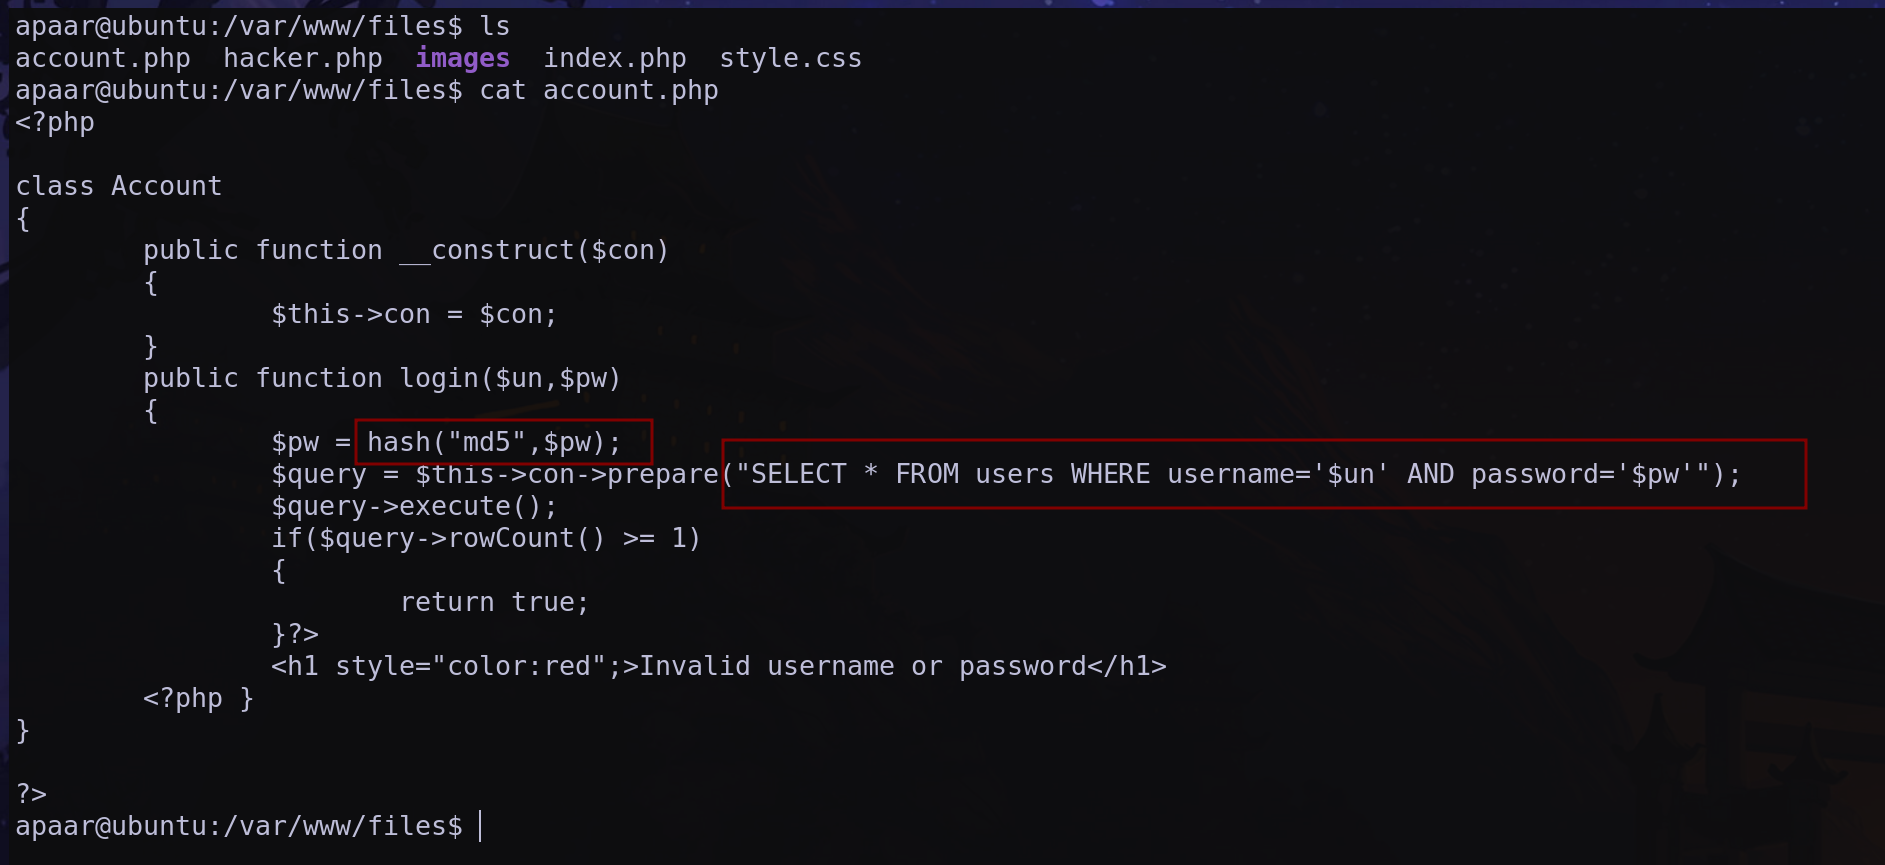 apaar@ubuntu:/var/www/files$ ls
account.php  hacker.php  images  index.php  style.css
apaar@ubuntu:/var/www/files$ cat account.php
<?php

class Account
{
        public function __construct($con)
        {
                $this->con = $con;
        }
        public function login($un,$pw)
        {
                $pw = hash("md5",$pw);
                $query = $this->con->prepare("SELECT * FROM users WHERE username='$un' AND password='$pw'");
                $query->execute();
                if($query->rowCount() >= 1)
                {
                        return true;
                }?>
                <h1 style="color:red";>Invalid username or password</h1>
        <?php }
}

?>
apaar@ubuntu:/var/www/files$